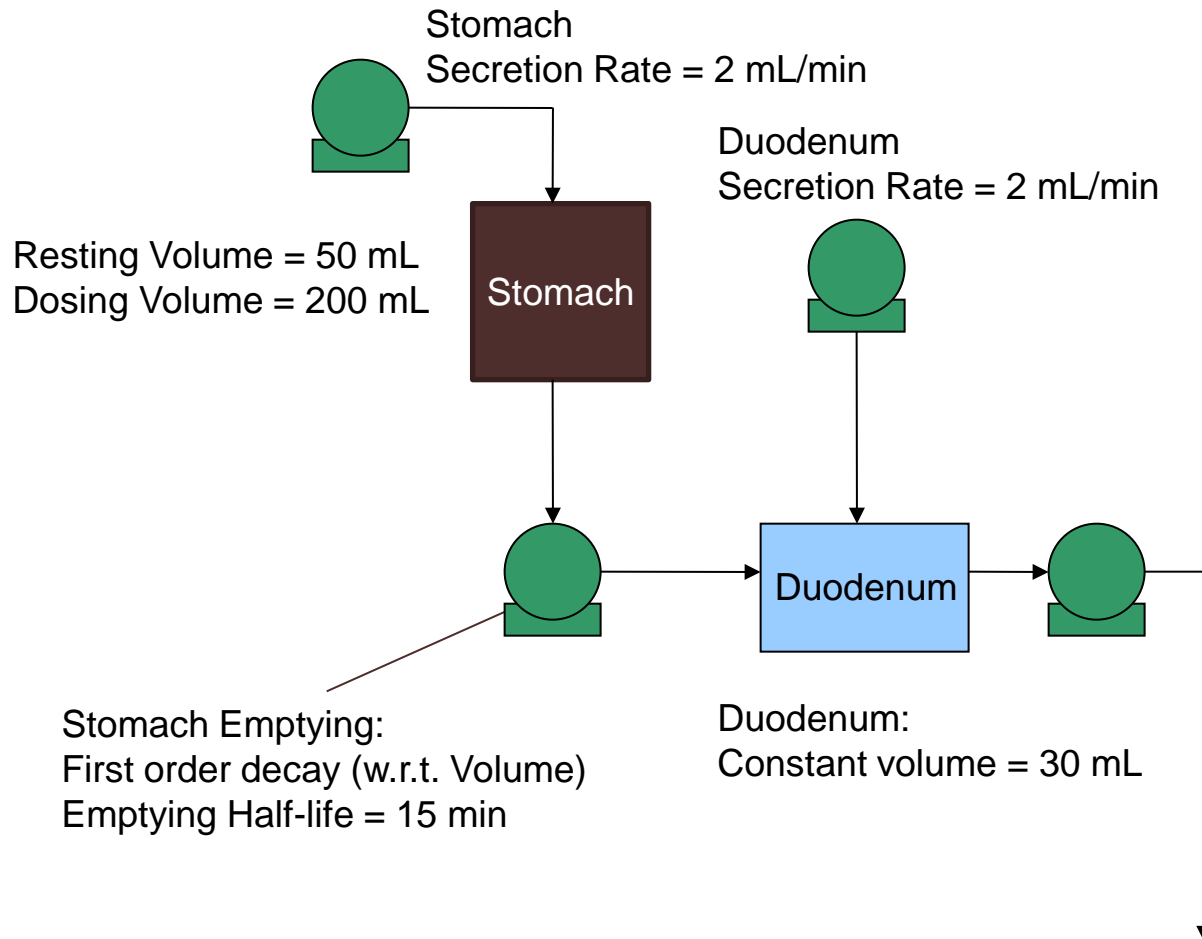 Stomach
Secretion Rate = 2 mL/min
Duodenum
Secretion Rate = 2 mL/min
Resting Volume = 50 mL
Dosing Volume = 200 mL
Stomach
Duodenum
Stomach Emptying:
First order decay (w.r.t. Volume)
Emptying Half-life = 15 min
Duodenum:
Constant volume = 30 mL